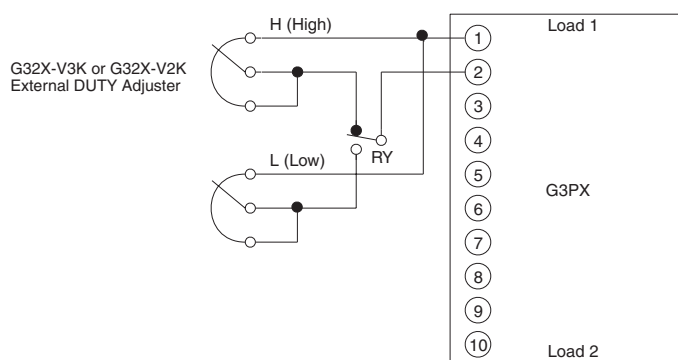 H (High)
Load 1
G32X-V3K or G32X-V2K
External DUTY Adjuster
1
2
3
4
RY
L (Low)
5
G3PX
6
7
8
9
10
Load 2